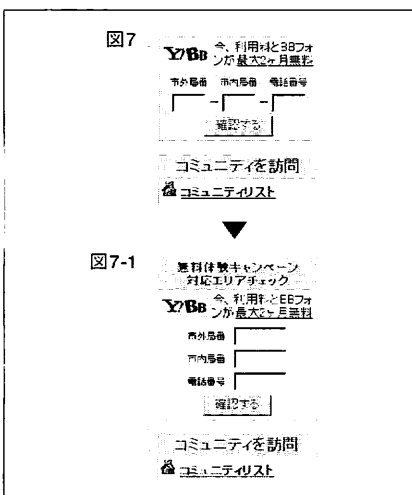 図7
Y!BB 今、利用料とBBフォ
ンが最大2ヶ月無料
市外局番 市内局番 電話番号
- -
確認する
コミュニティを訪問
コミュニティリスト
▼
図7-1
無料体験キャンペーン
対応エリアチェック
Y!BB 今、利用料とBBフォ
ンが最大2ヶ月無料
市外局番
市内局番
電話番号
確認する
コミュニティを訪問
コミュニティリスト